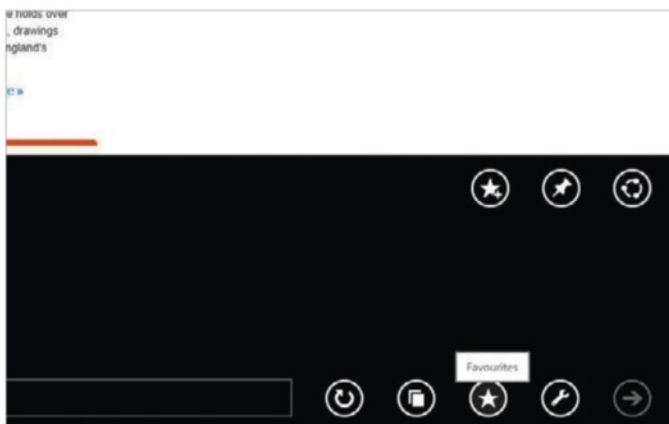 e holds over
, drawings
ngland's
e »
Favourites